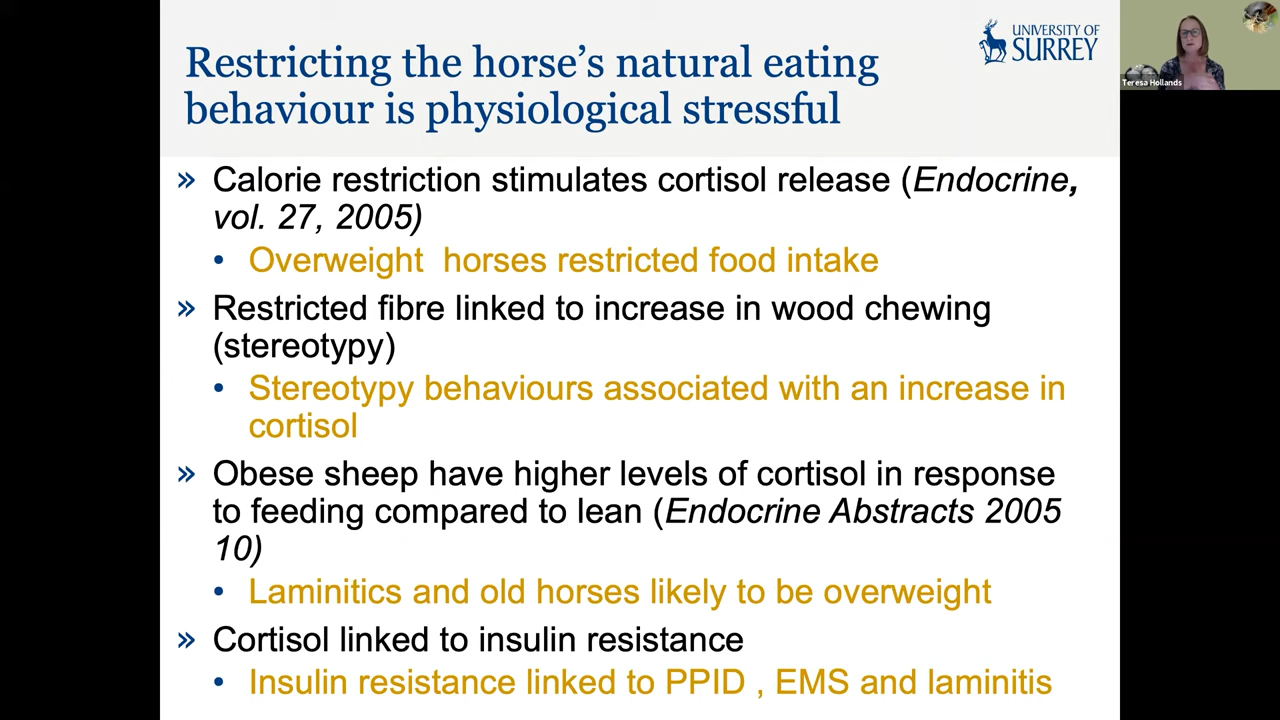 Restricting the horse's natural eating
behaviour is physiological stressful
UNIVERSITY OF
SURREY
Teresa Hollands
» Calorie restriction stimulates cortisol release (Endocrine,
vol. 27, 2005)
• Overweight horses restricted food intake
» Restricted fibre linked to increase in wood chewing
(stereotypy)
• Stereotypy behaviours associated with an increase in
cortisol
» Obese sheep have higher levels of cortisol in response
to feeding compared to lean (Endocrine Abstracts 2005
10)
• Laminitics and old horses likely to be overweight
» Cortisol linked to insulin resistance
• Insulin resistance linked to PPID , EMS and laminitis